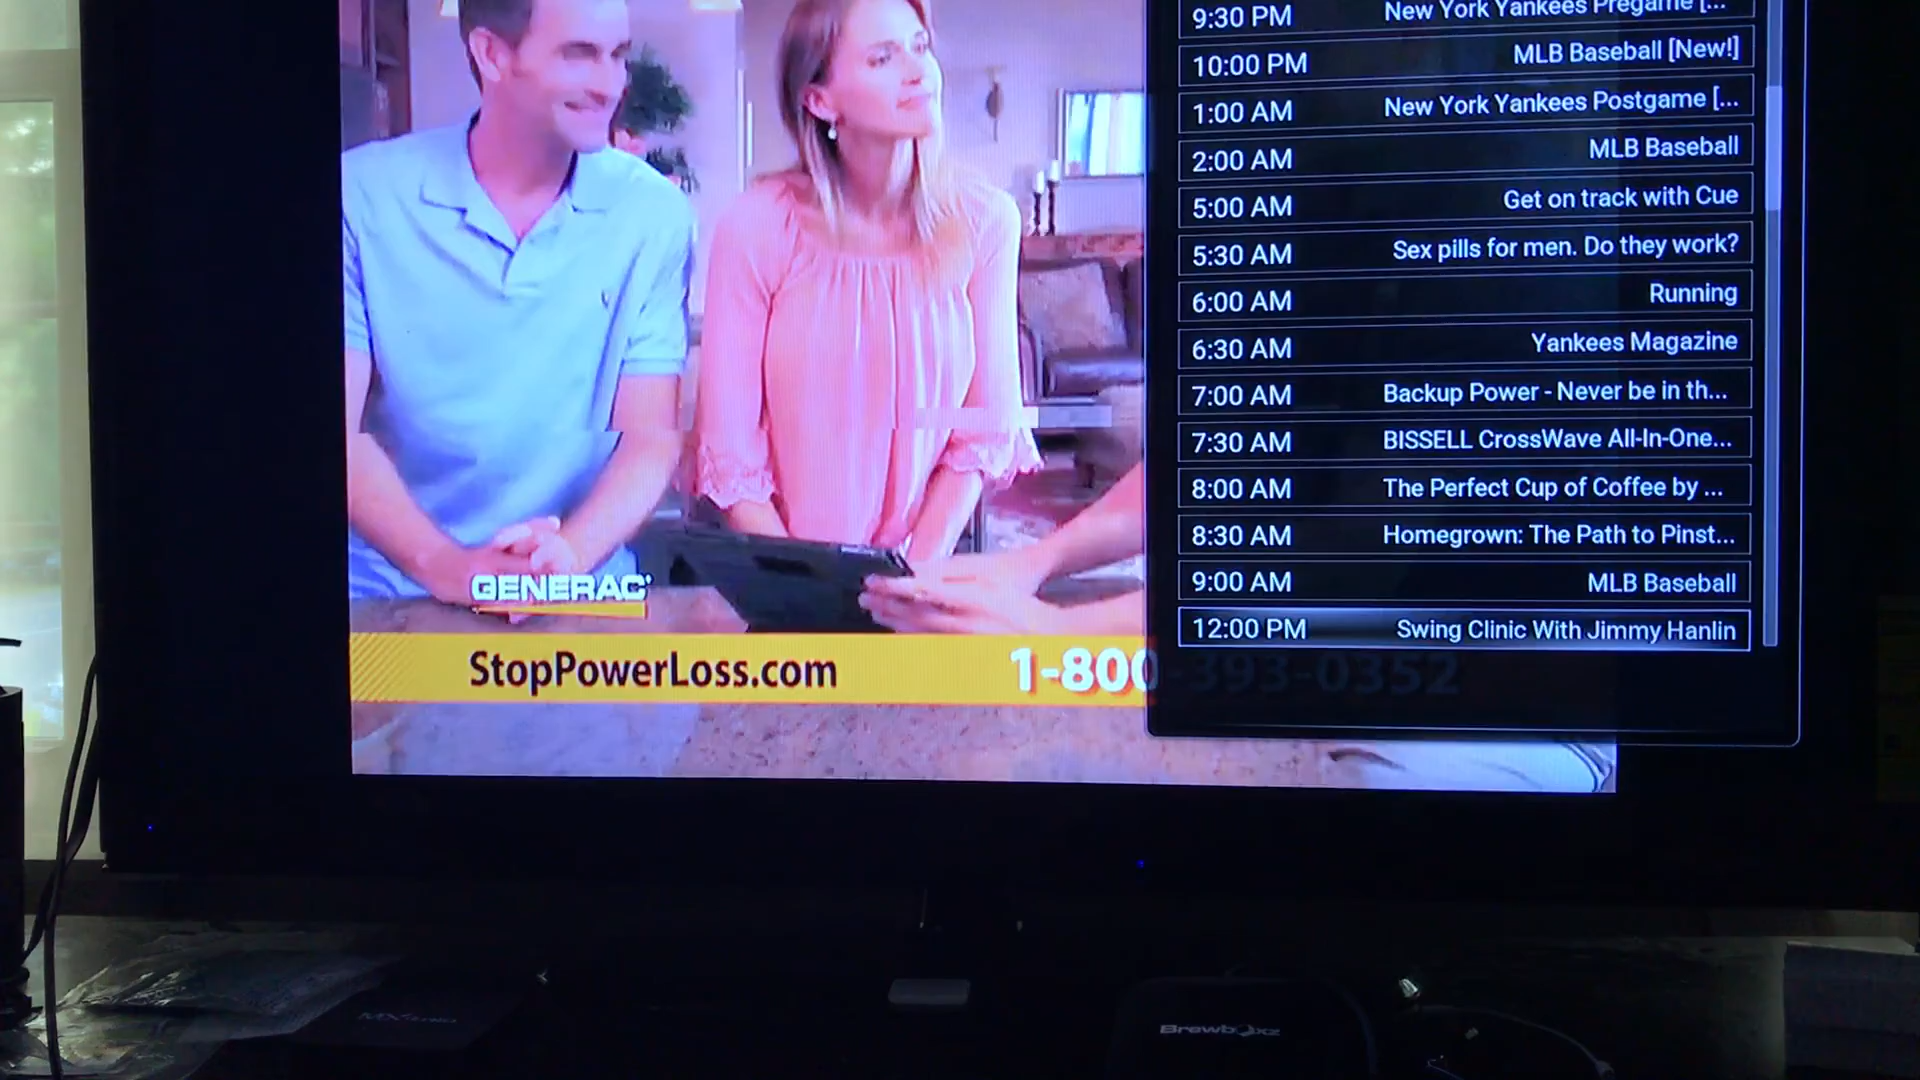 9:30 PM New York Yankees Pregame [...
10:00 PM MLB Baseball [New!]
1:00 AM New York Yankees Postgame [...
2:00 AM MLB Baseball
5:00 AM Get on track with Cue
5:30 AM Sex pills for men. Do they work?
6:00 AM Running
6:30 AM Yankees Magazine
7:00 AM Backup Power - Never be in th...
7:30 AM BISSELL CrossWave All-In-One...
8:00 AM The Perfect Cup of Coffee by ...
8:30 AM Homegrown: The Path to Pinst...
9:00 AM MLB Baseball
12:00 PM Swing Clinic With Jimmy Hanlin
GENERAC
StopPowerLoss.com 1-800-393-0352
Brewboxz